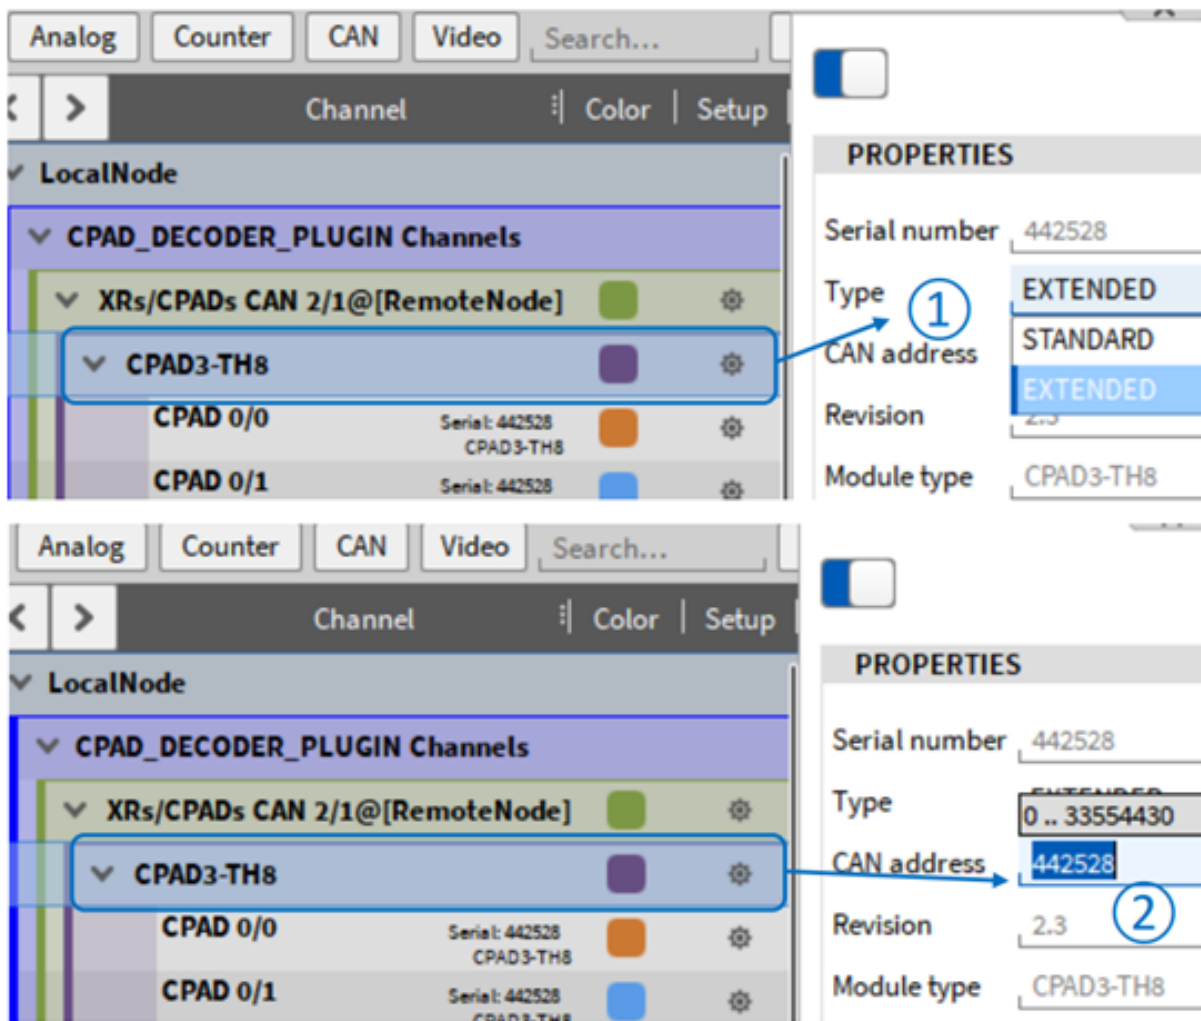 Analog Counter CAN Video Search...
Channel Color Setup
LocalNode
CPAD_DECODER_PLUGIN Channels
XRs/CPADs CAN 2/1@[RemoteNode]
CPAD3-TH8
CPAD 0/0 Serial: 442528
CPAD3-TH8
CPAD 0/1 Serial: 442528
PROPERTIES
Serial number 442528
Type 1 EXTENDED
STANDARD
CAN address
EXTENDED
Revision 2.3
Module type CPAD3-TH8
Analog Counter CAN Video Search...
Channel Color Setup
LocalNode
CPAD_DECODER_PLUGIN Channels
XRs/CPADs CAN 2/1@[RemoteNode]
CPAD3-TH8
CPAD 0/0 Serial: 442528
CPAD3-TH8
CPAD 0/1 Serial: 442528
CPAD3-TH8
PROPERTIES
Serial number 442528
Type EXTENDED
0 .. 33554430
CAN address 442528
Revision 2.3 2
Module type CPAD3-TH8